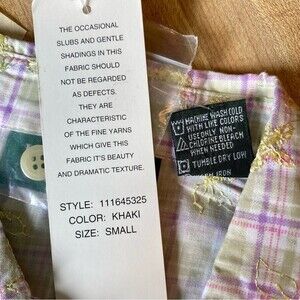 THE OCCASIONAL
SLUBS AND GENTLE
SHADINGS IN THIS
FABRIC SHOULD
NOT BE REGARDED
AS DEFECTS.
THEY ARE
CHARACTERISTIC
OF THE FINE YARNS
WHICH GIVE THIS
FABRIC IT'S BEAUTY
AND DRAMATIC TEXTURE.
STYLE: 111645325
COLOR: KHAKI
SIZE: SMALL
MACHINE WASH COLD
WITH LIKE COLORS
USE ONLY NON-
CHLORINE BLEACH
WHEN NEEDED
TUMBLE DRY LOW
IRON